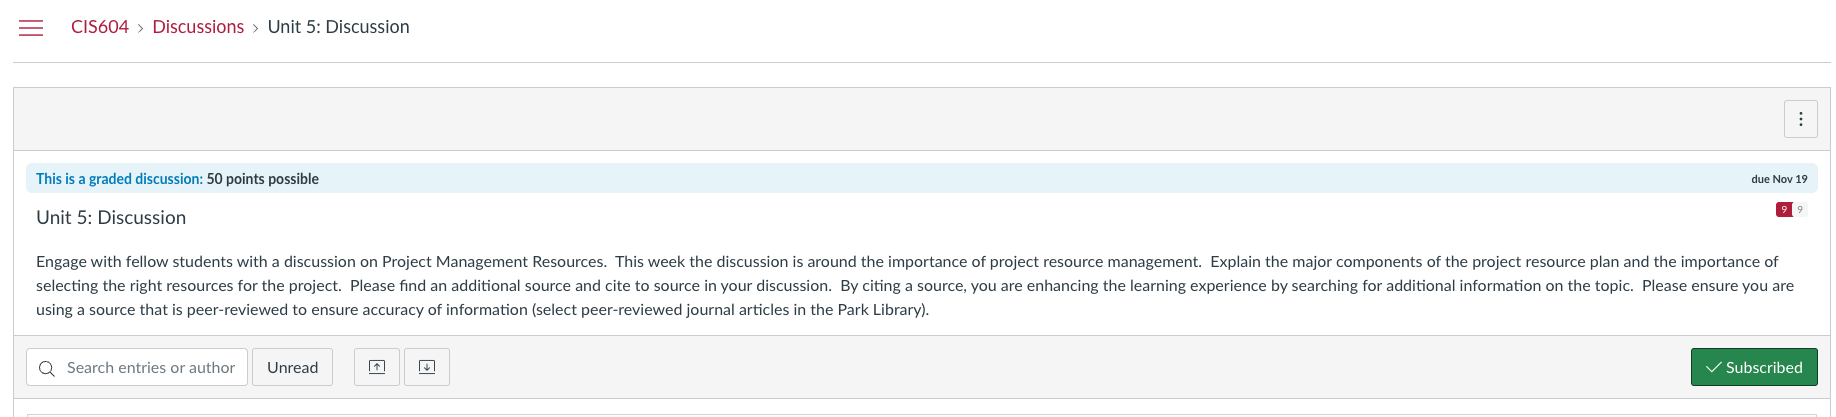 CIS604 › Discussions › Unit 5: Discussion
This is a graded discussion: 50 points possible
due Nov 19
Unit 5: Discussion
9 9
Engage with fellow students with a discussion on Project Management Resources.  This week the discussion is around the importance of project resource management.  Explain the major components of the project resource plan and the importance of
selecting the right resources for the project.  Please find an additional source and cite to source in your discussion.  By citing a source, you are enhancing the learning experience by searching for additional information on the topic.  Please ensure you are
using a source that is peer-reviewed to ensure accuracy of information (select peer-reviewed journal articles in the Park Library).
Search entries or author
Unread
Subscribed